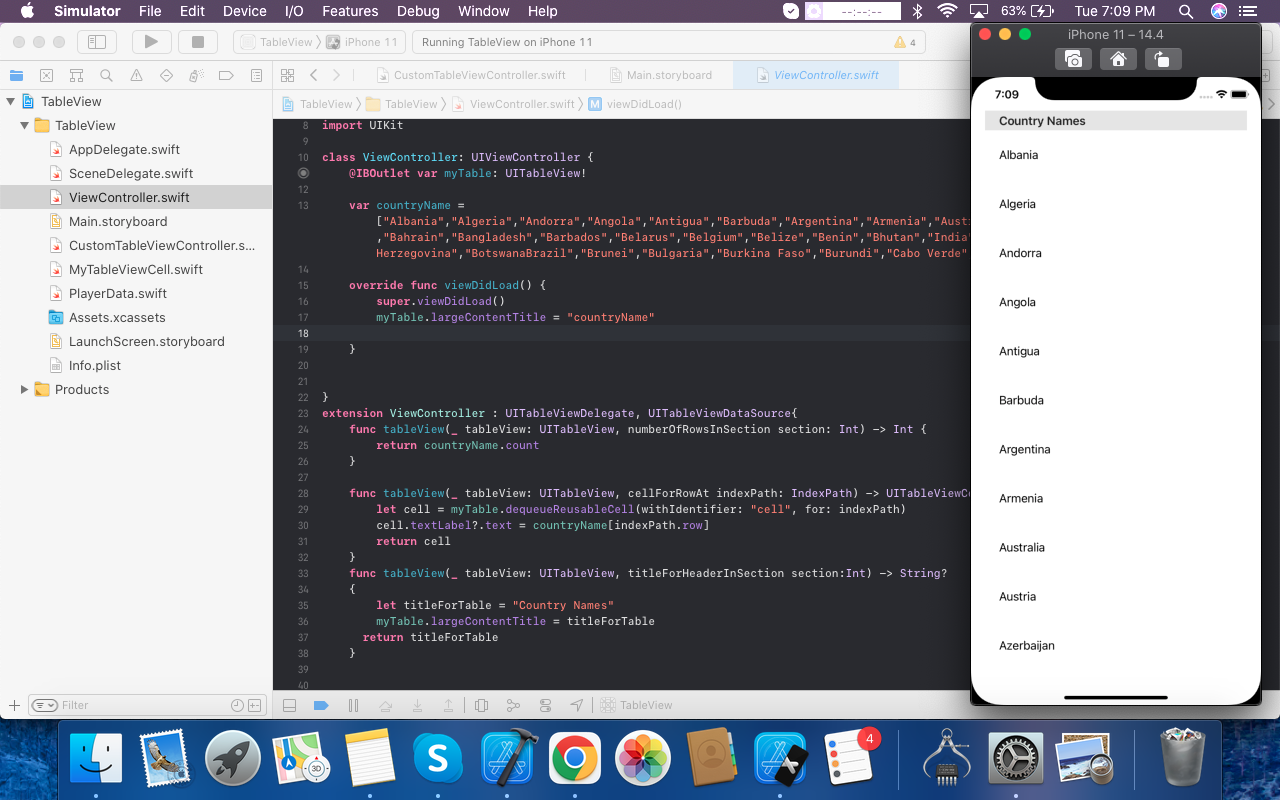 Simulator File Edit Device I/O Features Debug Window Help --:--:-- 63% Tue 7:09 PM
TableView iPhone 11 Running TableView on iPhone 11 4
CustomTableViewController.swift Main.storyboard ViewController.swift
TableView TableView ViewController.swift M viewDidLoad()
TableView
TableView
AppDelegate.swift
SceneDelegate.swift
ViewController.swift
Main.storyboard
CustomTableViewController.s...
MyTableViewCell.swift
PlayerData.swift
Assets.xcassets
LaunchScreen.storyboard
Info.plist
Products
Filter
8 import UIKit
9
10 class ViewController: UIViewController {
@IBOutlet var myTable: UITableView!
12
13 var countryName =
["Albania","Algeria","Andorra","Angola","Antigua","Barbuda","Argentina","Armenia","Aust
,"Bahrain","Bangladesh","Barbados","Belarus","Belgium","Belize","Benin","Bhutan","India"
Herzegovina","BotswanaBrazil","Brunei","Bulgaria","Burkina Faso","Burundi","Cabo Verde"
14
15 override func viewDidLoad() {
16 super.viewDidLoad()
17 myTable.largeContentTitle = "countryName"
18
19 }
20
21
22 }
23 extension ViewController : UITableViewDelegate, UITableViewDataSource{
24 func tableView(_ tableView: UITableView, numberOfRowsInSection section: Int) -> Int {
25 return countryName.count
26 }
27
28 func tableView(_ tableView: UITableView, cellForRowAt indexPath: IndexPath) -> UITableViewCe
29 let cell = myTable.dequeueReusableCell(withIdentifier: "cell", for: indexPath)
30 cell.textLabel?.text = countryName[indexPath.row]
31 return cell
32 }
33 func tableView(_ tableView: UITableView, titleForHeaderInSection section:Int) -> String?
34 {
35 let titleForTable = "Country Names"
36 myTable.largeContentTitle = titleForTable
37 return titleForTable
38 }
39
40
TableView
iPhone 11 – 14.4
7:09
Country Names
Albania
Algeria
Andorra
Angola
Antigua
Barbuda
Argentina
Armenia
Australia
Austria
Azerbaijan
3D
4